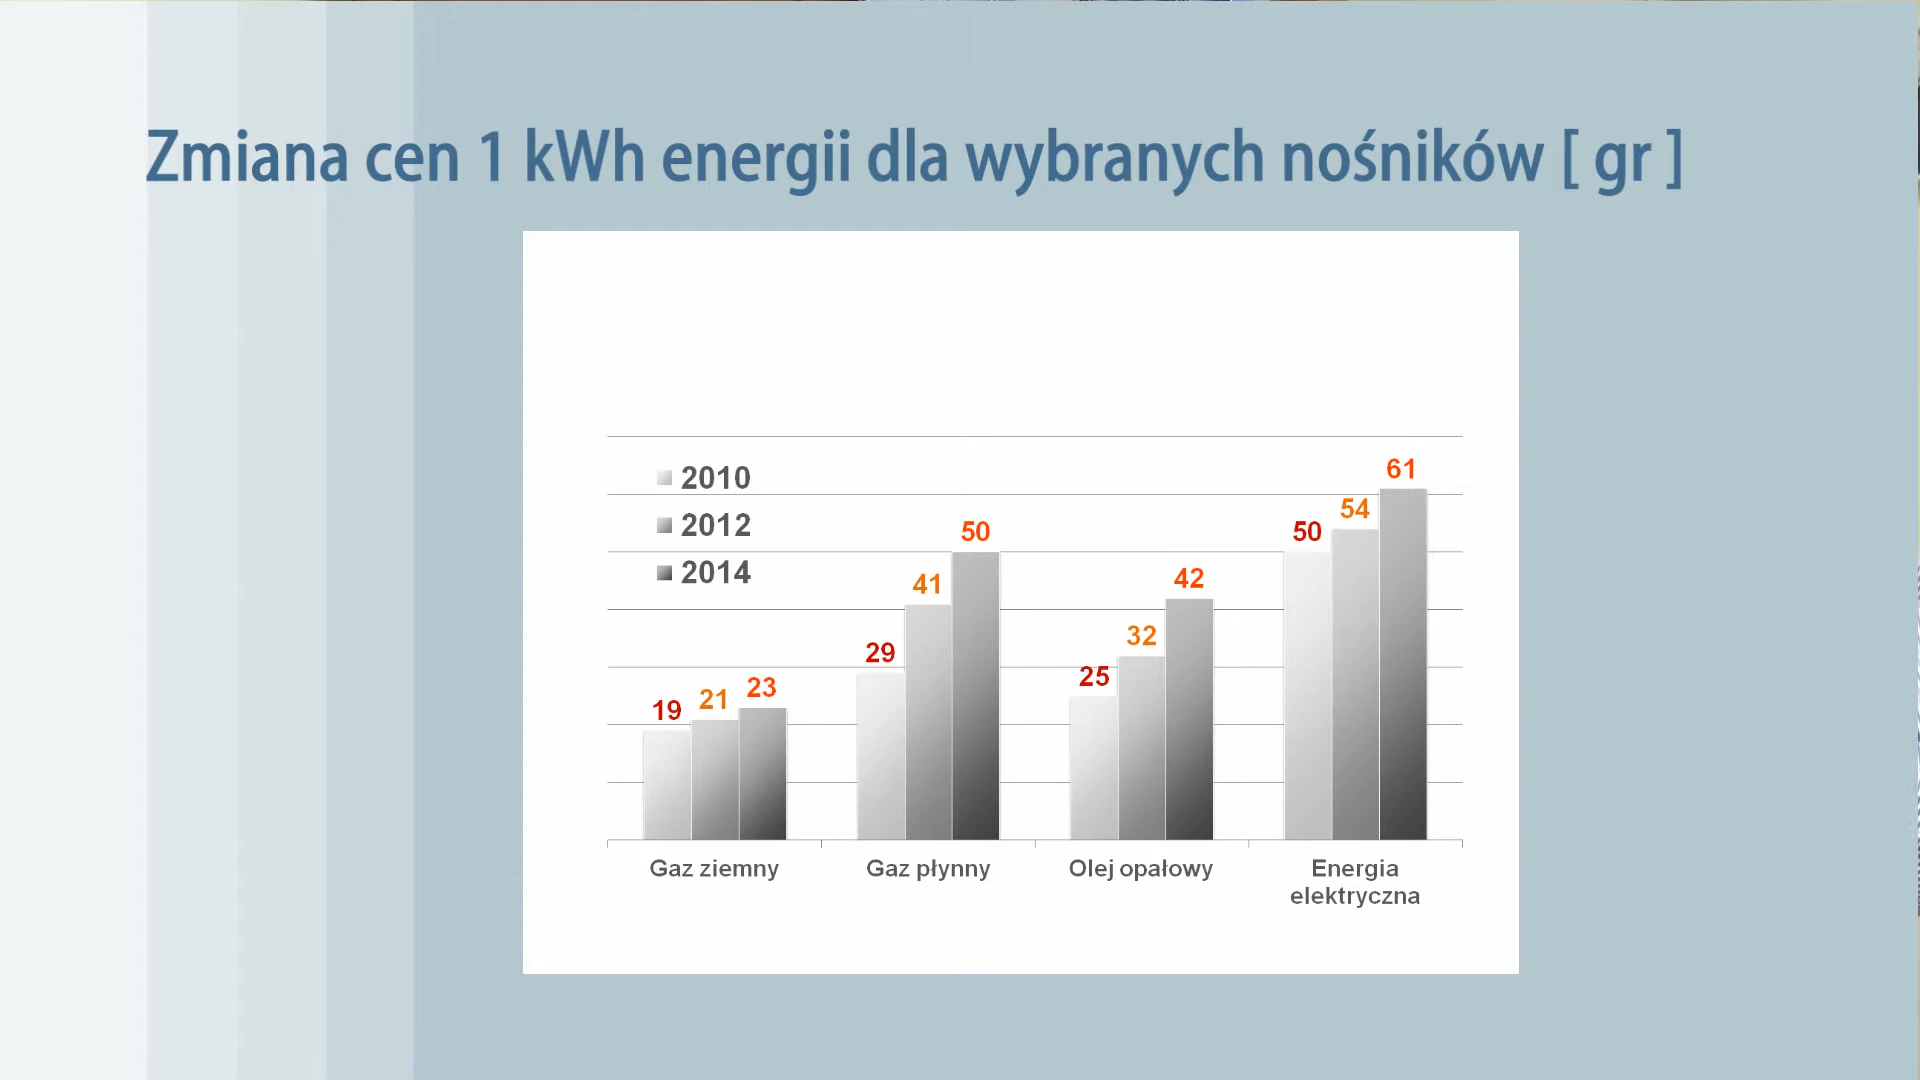 Zmiana cen 1 kWh energii dla wybranych nośników [ gr ]
2010
2012
2014
19
21
23
29
41
50
25
32
42
50
54
61
Gaz ziemny
Gaz płynny
Olej opałowy
Energia
elektryczna